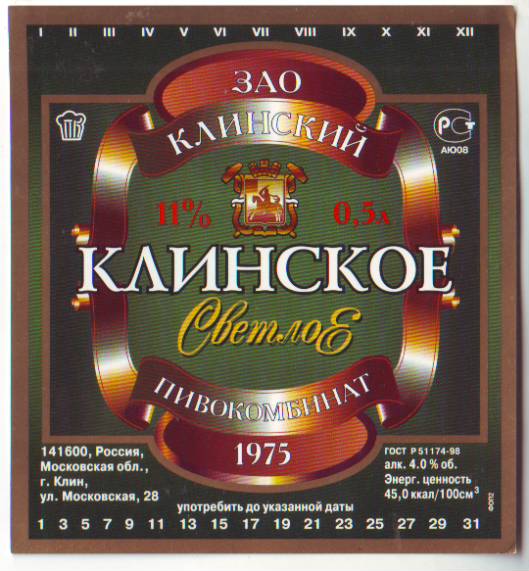 I II III IV V VI VII VIII IX X XI XII
ЗАО
КЛИНСКИЙ
ПК
РСТ
АЮ08
11% 0,5л
КЛИНСКОЕ
Светлое
ПИВОКОМБИНАТ
1975
141600, Россия,
Московская обл.,
г. Клин,
ул. Московская, 28
ГОСТ Р 51174-98
алк. 4.0 % об.
Энерг. ценность
45,0 ккал/100см³
ФОП2
употребить до указанной даты
1 3 5 7 9 11 13 15 17 19 21 23 25 27 29 31